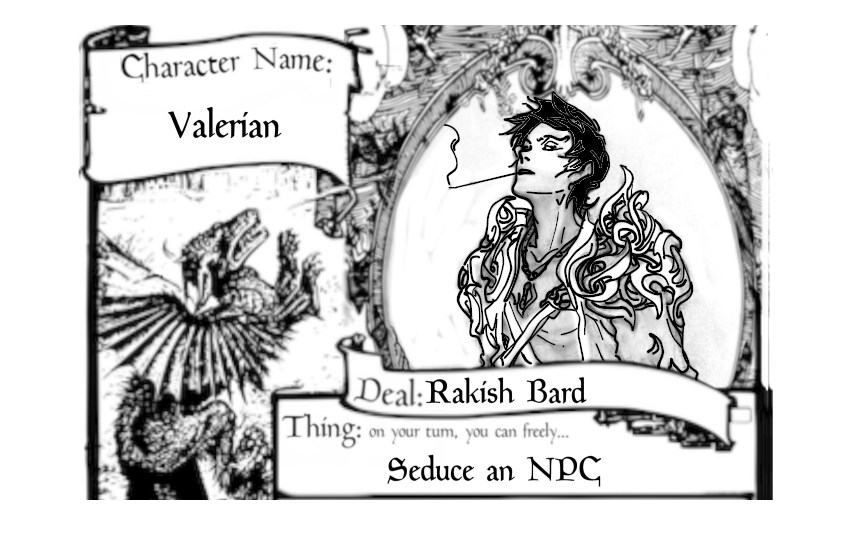 Character Name:
Valerian
Deal: Rakish Bard
Thing: on your turn, you can freely...
Seduce an NPC